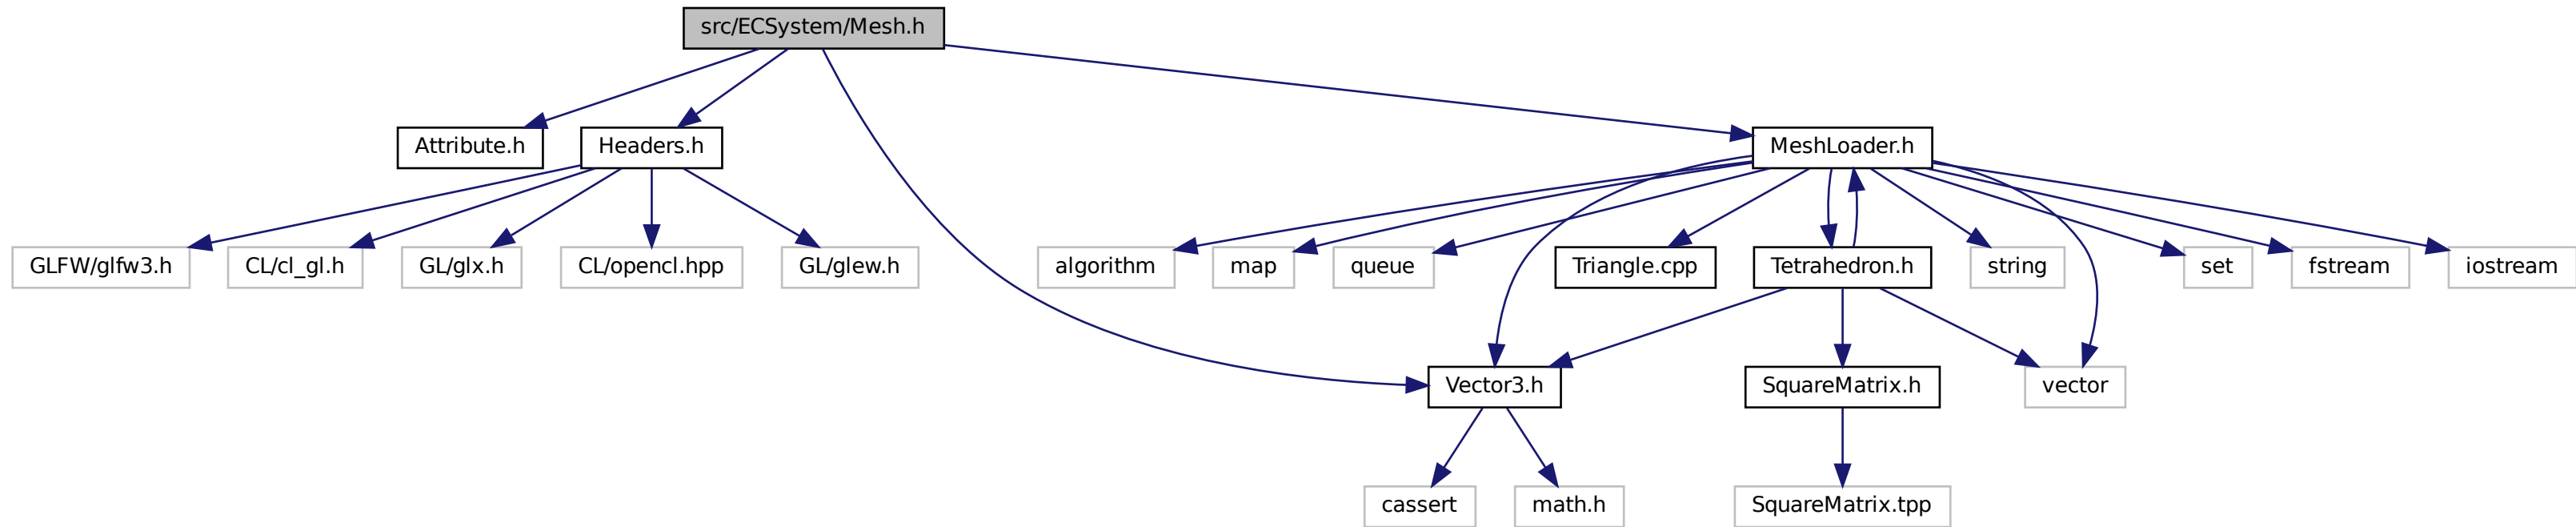 src/ECSystem/Mesh.h
Attribute.h
Headers.h
MeshLoader.h
GLFW/glfw3.h
CL/cl_gl.h
GL/glx.h
CL/opencl.hpp
GL/glew.h
algorithm
map
queue
Triangle.cpp
Tetrahedron.h
string
set
fstream
iostream
Vector3.h
SquareMatrix.h
vector
cassert
math.h
SquareMatrix.tpp